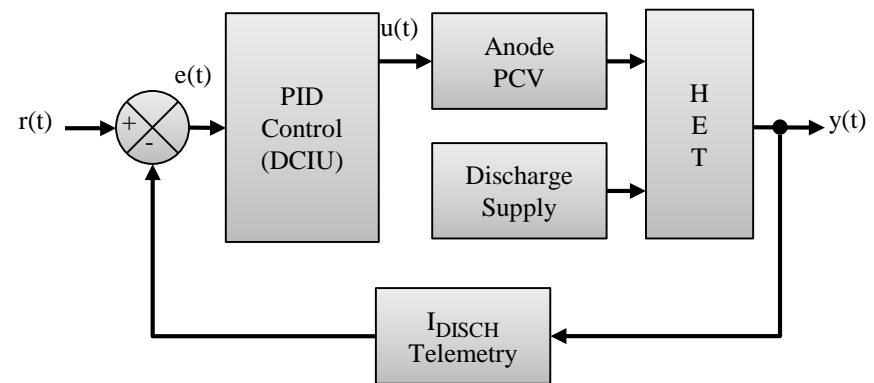 r(t)
+
-
e(t)
PID
Control
(DCIU)
u(t)
Anode
PCV
Discharge
Supply
H
E
T
y(t)
I_DISCH
Telemetry